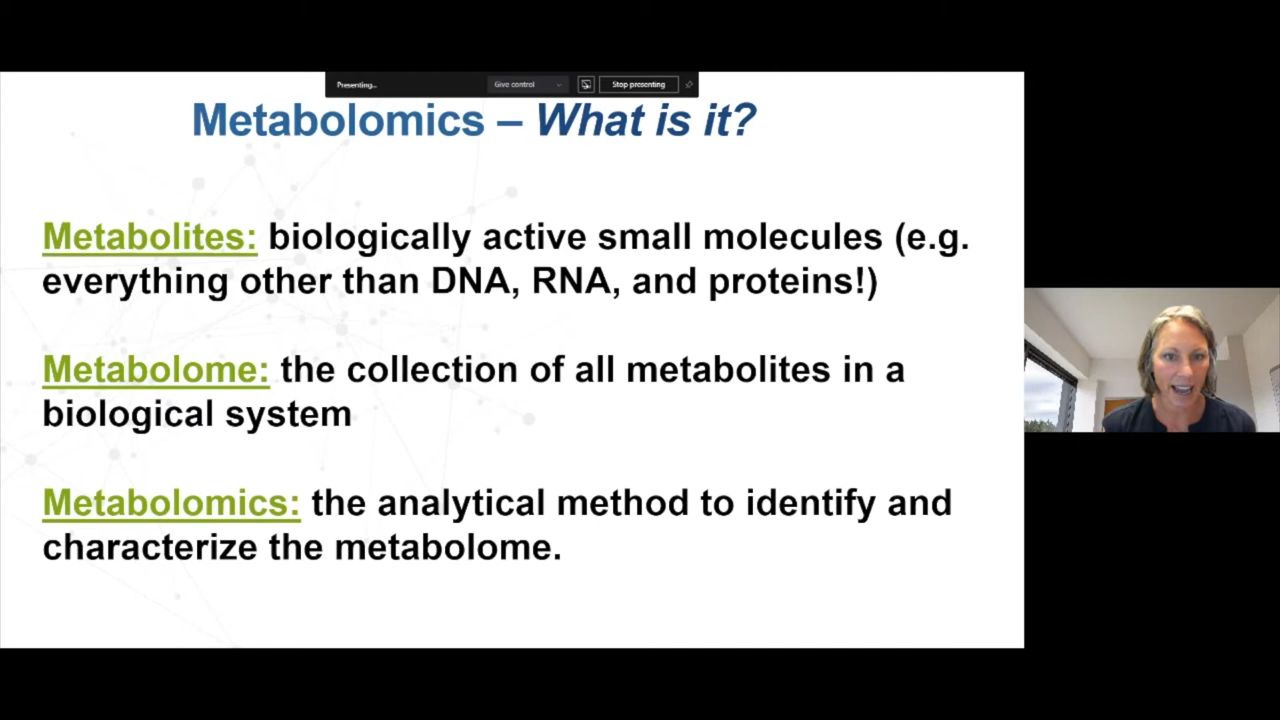 Presenting...
Give control
Stop presenting
Metabolomics – What is it?
Metabolites: biologically active small molecules (e.g.
everything other than DNA, RNA, and proteins!)
Metabolome: the collection of all metabolites in a
biological system
Metabolomics: the analytical method to identify and
characterize the metabolome.